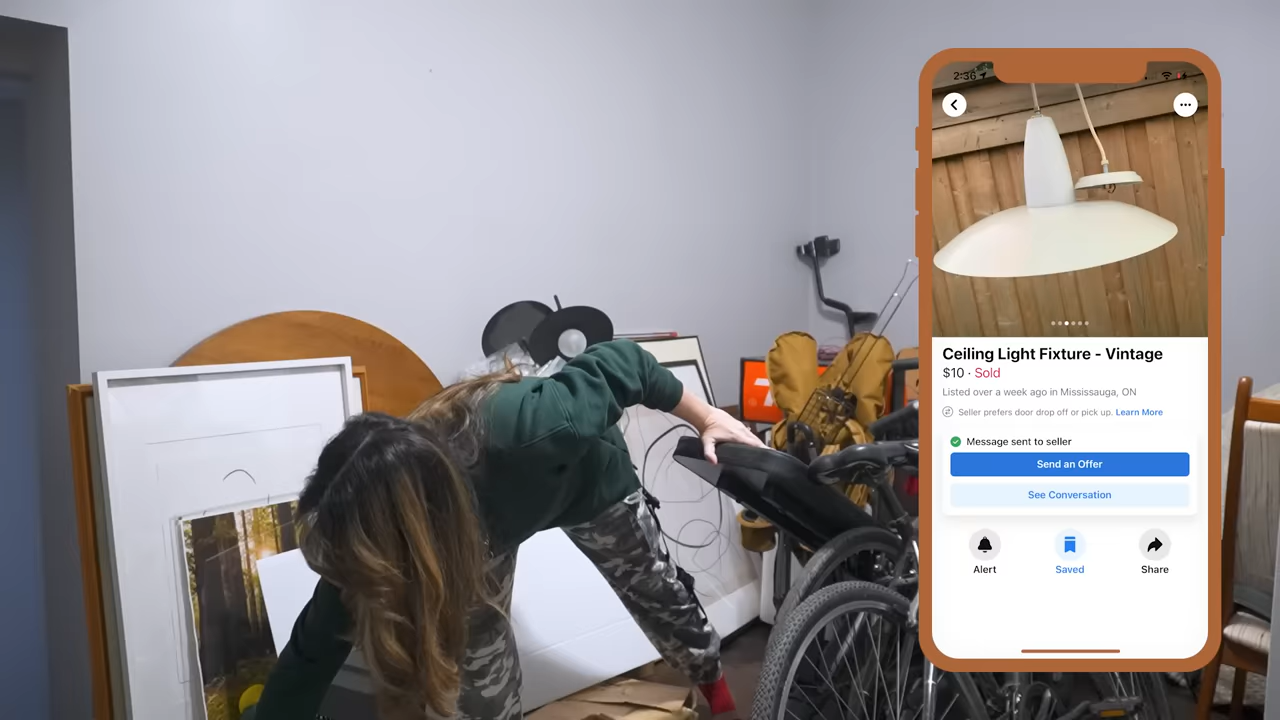 2:36
Ceiling Light Fixture - Vintage
$10 · Sold
Listed over a week ago in Mississauga, ON
Seller prefers door drop off or pick up. Learn More
Message sent to seller
Send an Offer
See Conversation
Alert
Saved
Share